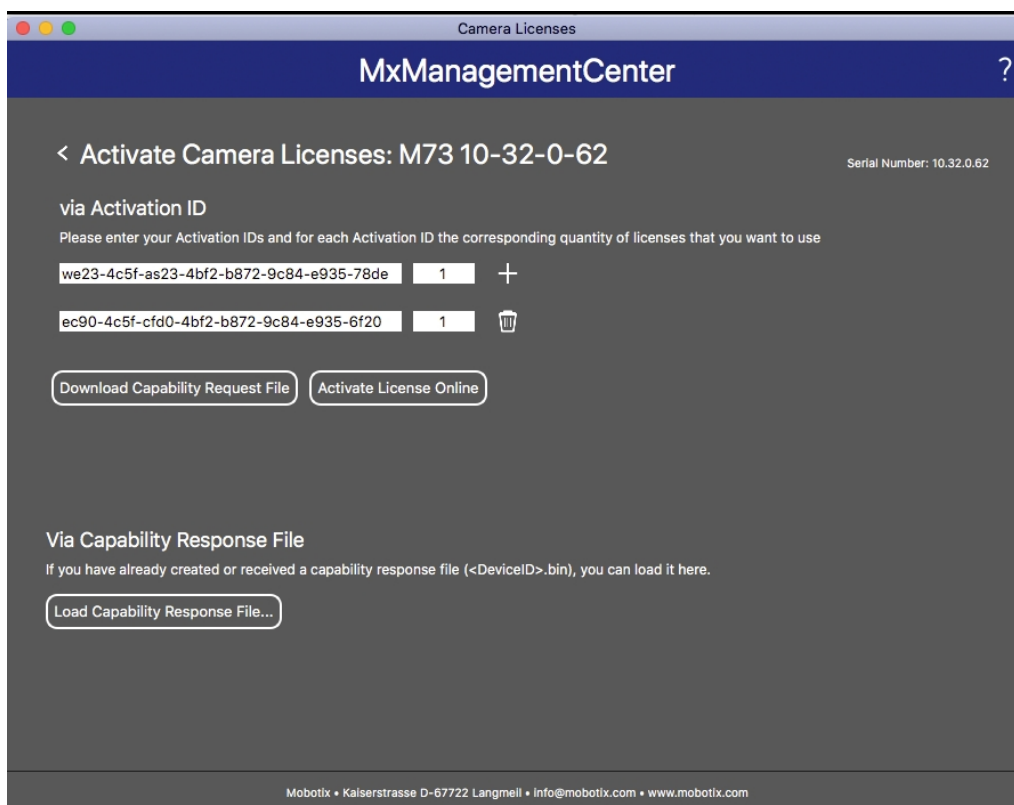 Camera Licenses
MxManagementCenter
?
< Activate Camera Licenses: M73 10-32-0-62
Serial Number: 10.32.0.62
via Activation ID
Please enter your Activation IDs and for each Activation ID the corresponding quantity of licenses that you want to use
we23-4c5f-as23-4bf2-b872-9c84-e935-78de 1 +
ec90-4c5f-cfd0-4bf2-b872-9c84-e935-6f20 1
Download Capability Request File Activate License Online
Via Capability Response File
If you have already created or received a capability response file (<DeviceID>.bin), you can load it here.
Load Capability Response File...
Mobotix • Kaiserstrasse D-67722 Langmeil • info@mobotix.com • www.mobotix.com